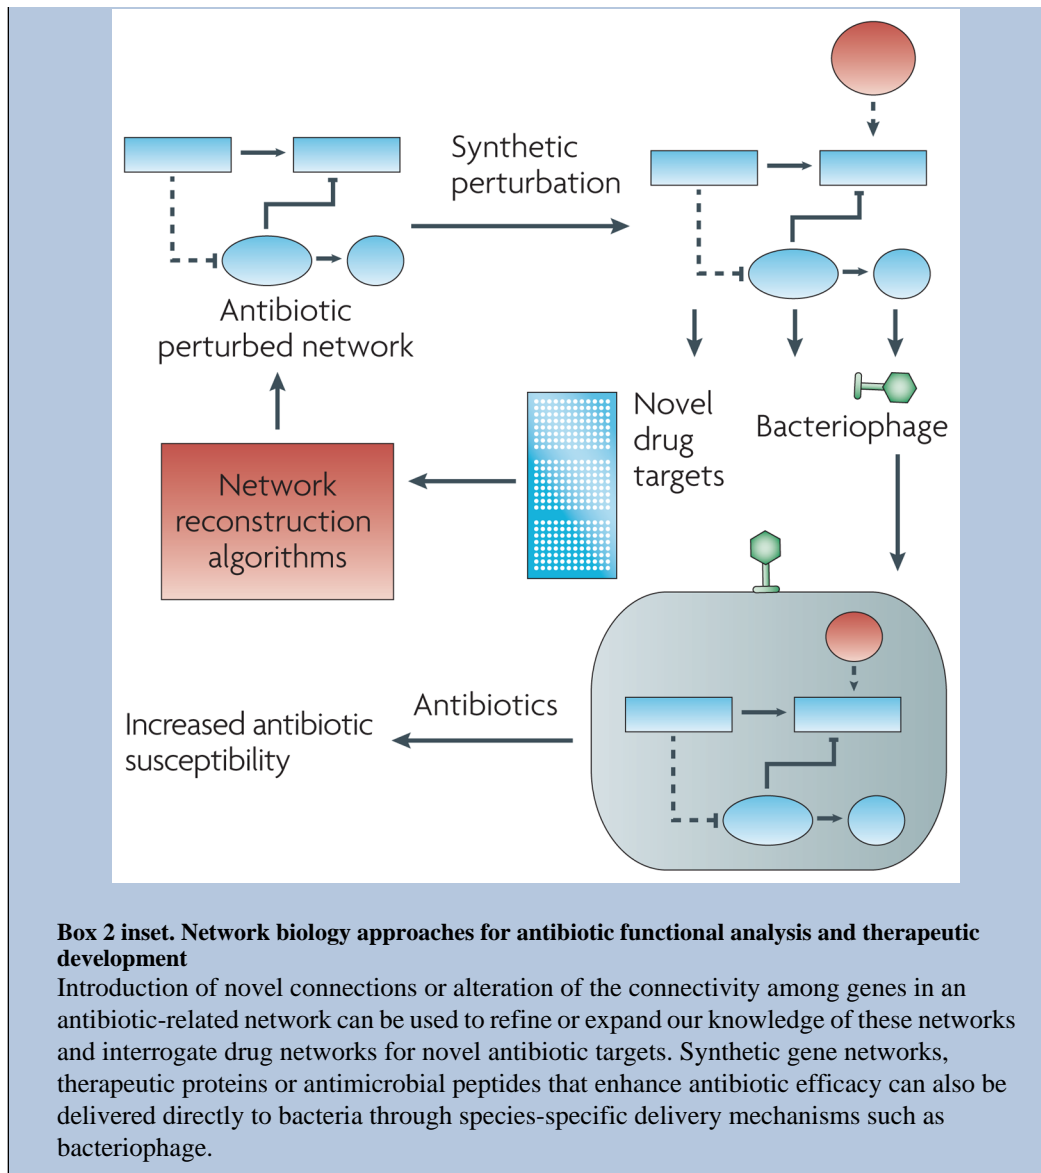 Synthetic
perturbation
Antibiotic
perturbed network
Novel
drug
targets
Bacteriophage
Network
reconstruction
algorithms
Antibiotics
Increased antibiotic
susceptibility
Box 2 inset. Network biology approaches for antibiotic functional analysis and therapeutic
development
Introduction of novel connections or alteration of the connectivity among genes in an
antibiotic-related network can be used to refine or expand our knowledge of these networks
and interrogate drug networks for novel antibiotic targets. Synthetic gene networks,
therapeutic proteins or antimicrobial peptides that enhance antibiotic efficacy can also be
delivered directly to bacteria through species-specific delivery mechanisms such as
bacteriophage.